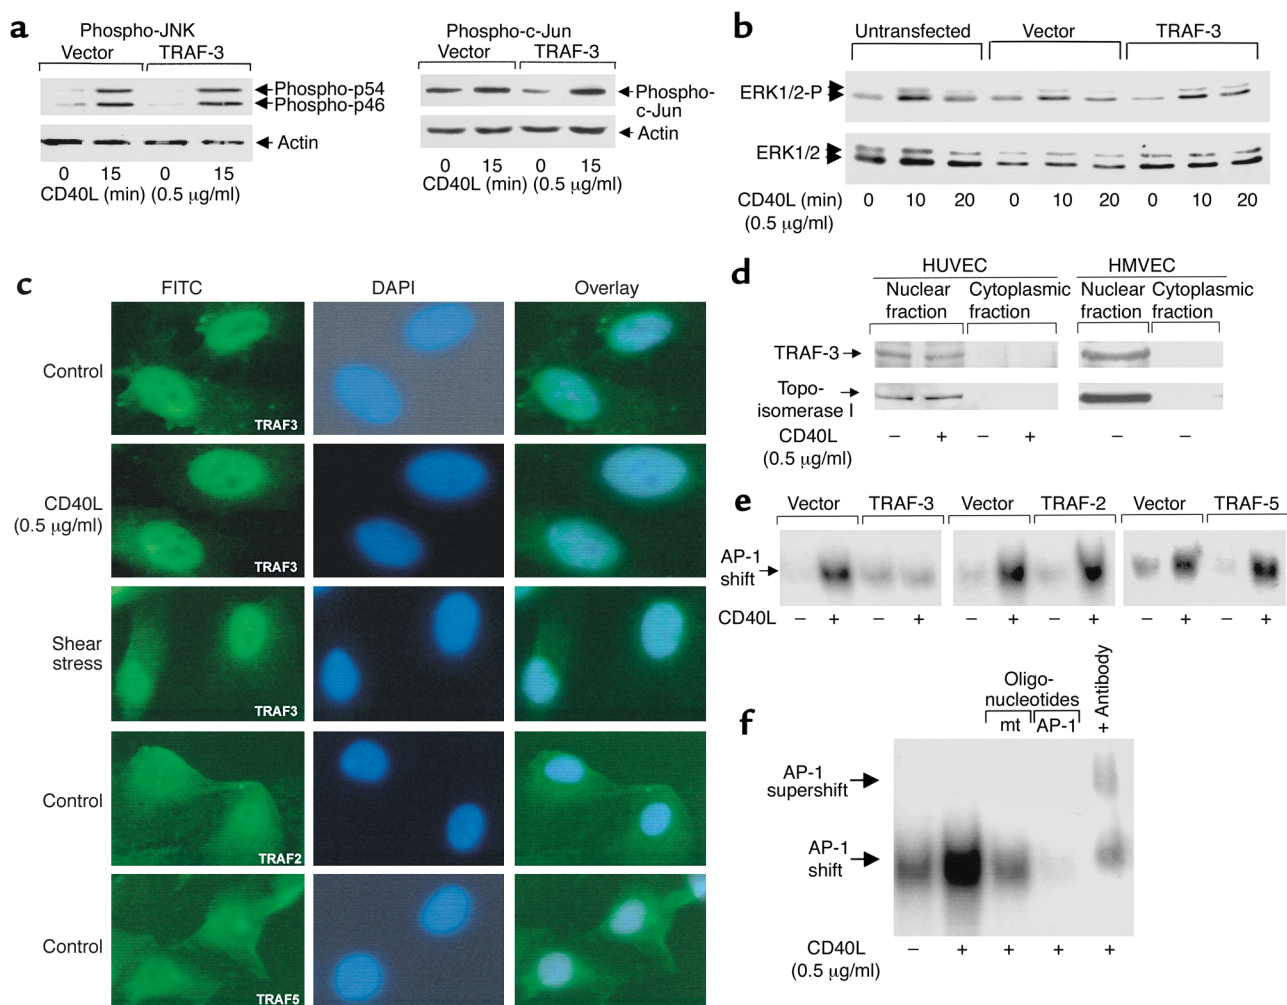 a
Phospho-JNK
Vector TRAF-3
Phospho-p54
Phospho-p46
Actin
0 15 0 15
CD40L (min) (0.5 μg/ml)
Phospho-c-Jun
Vector TRAF-3
Phospho-
c-Jun
Actin
0 15 0 15
CD40L (min) (0.5 μg/ml)
b
Untransfected Vector TRAF-3
ERK1/2-P
ERK1/2
CD40L (min) 0 10 20 0 10 20 0 10 20
(0.5 μg/ml)
c
FITC DAPI Overlay
Control
TRAF3
CD40L
(0.5 μg/ml)
TRAF3
Shear
stress
TRAF3
Control
TRAF2
Control
TRAF5
d
HUVEC HMVEC
Nuclear Cytoplasmic Nuclear Cytoplasmic
fraction fraction fraction fraction
TRAF-3
Topo-
isomerase I
CD40L – + – + – –
(0.5 μg/ml)
e
Vector TRAF-3 Vector TRAF-2 Vector TRAF-5
AP-1
shift
CD40L – + – + – + – + – + – +
f
Oligo-
nucleotides
mt AP-1
+ Antibody
AP-1
supershift
AP-1
shift
CD40L – + + + +
(0.5 μg/ml)